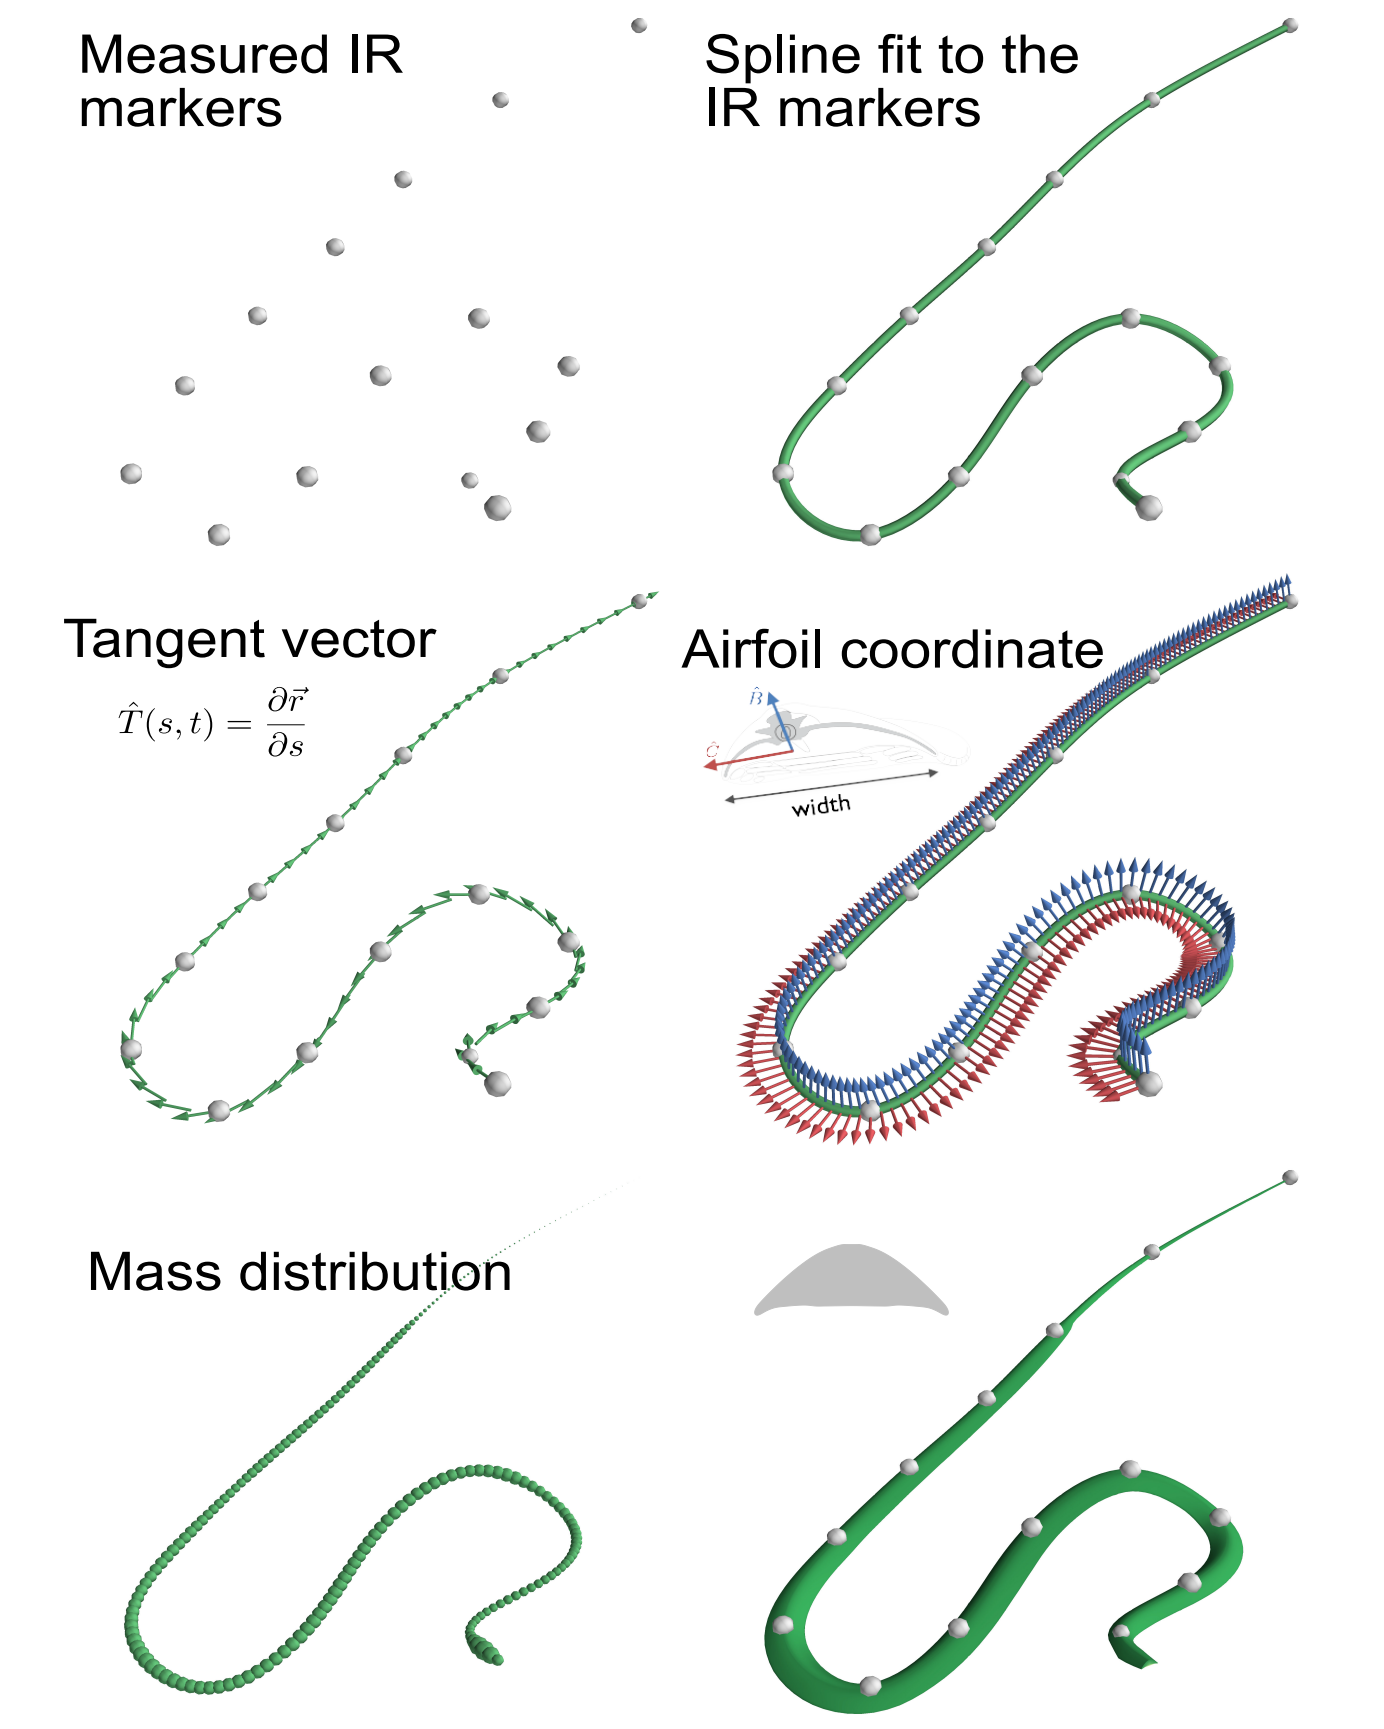 Measured IR
markers
Spline fit to the
IR markers
Tangent vector
T̂(s, t) = ∂r⃗/∂s
Airfoil coordinate
B̂
Ĉ
width
Mass distribution